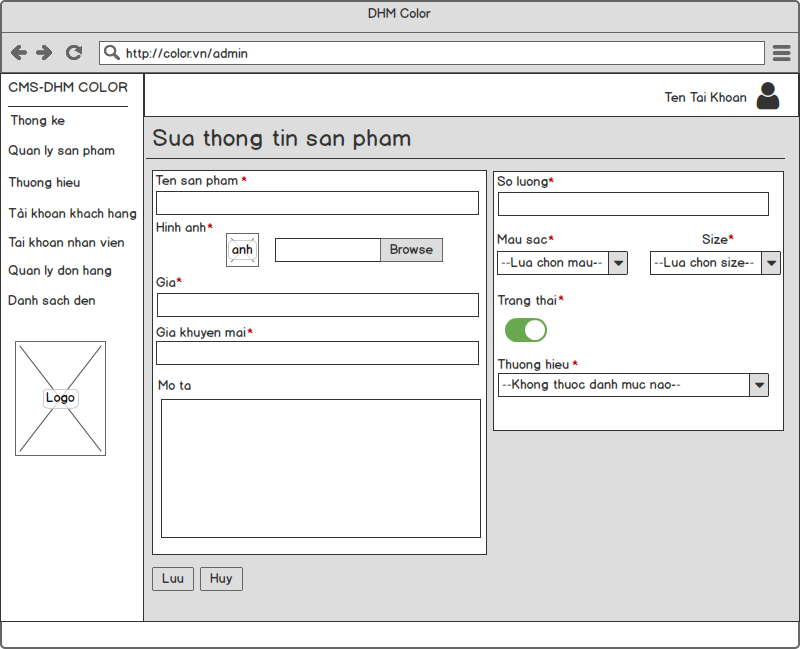 DHM Color
http://color.vn/admin
CMS-DHM COLOR
Thong ke
Quan ly san pham
Thuong hieu
Tài khoan khach hang
Tai khoan nhan vien
Quan ly don hang
Danh sach den
Logo
Ten Tai Khoan
Sua thong tin san pham
Ten san pham *
Hinh anh*
anh
Browse
Gia*
Gia khuyen mai*
Mo ta
So luong*
Mau sac* Size*
--Lua chon mau-- --Lua chon size--
Trang thai*
Thuong hieu *
--Khong thuoc danh muc nao--
Luu Huy